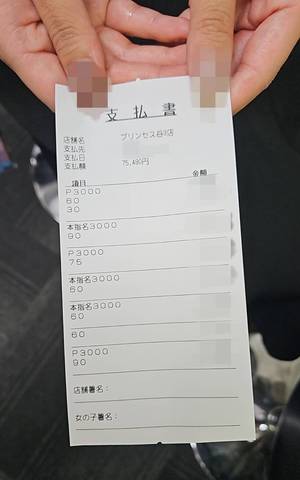 支払書
店舗名 プリンセス谷9店
支払先
支払日
支払額 75,490円
項目 金額
P3000
60
30
本指名3000
90
P3000
75
本指名3000
60
本指名3000
60
60
P3000
90
店舗署名：
女の子署名：